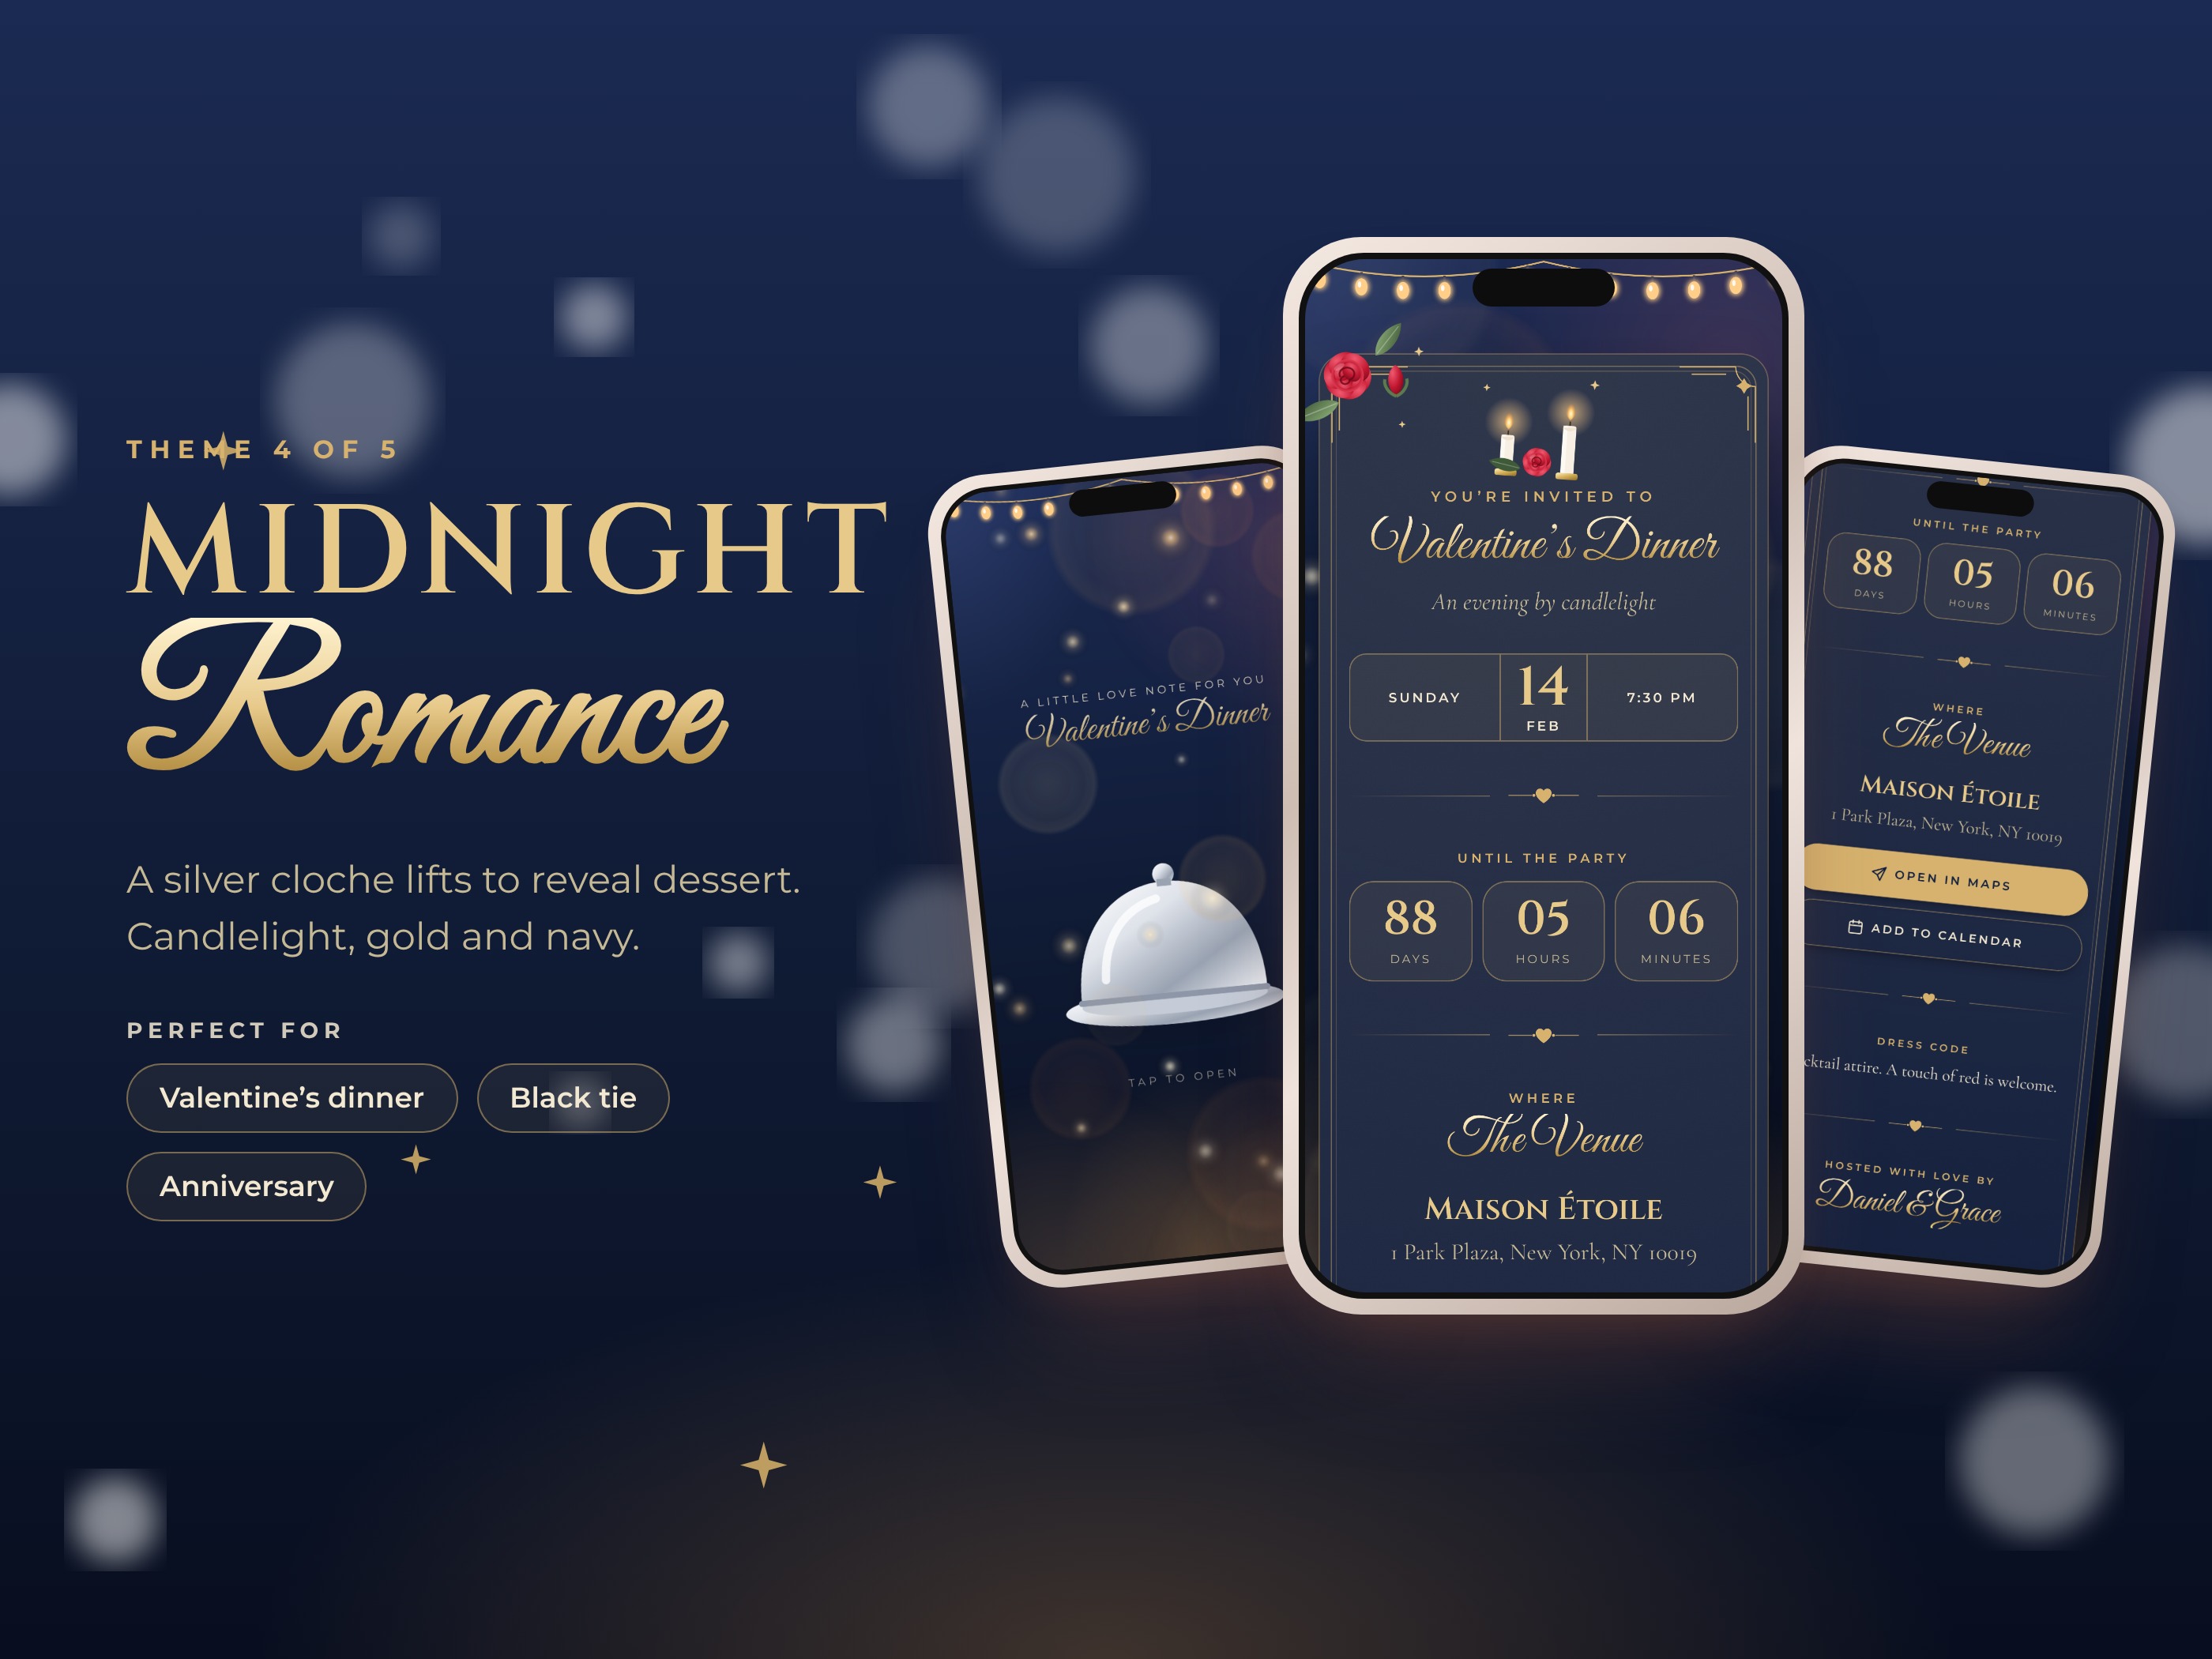 THEME 4 OF 5
MIDNIGHT
Romance
A silver cloche lifts to reveal dessert.
Candlelight, gold and navy.
PERFECT FOR
Valentine’s dinner
Black tie
Anniversary
A LITTLE LOVE NOTE FOR YOU
Valentine’s Dinner
TAP TO OPEN
YOU’RE INVITED TO
Valentine’s Dinner
An evening by candlelight
SUNDAY
14
FEB
7:30 PM
UNTIL THE PARTY
88
DAYS
05
HOURS
06
MINUTES
WHERE
The Venue
MAISON ÉTOILE
1 Park Plaza, New York, NY 10019
UNTIL THE PARTY
88
DAYS
05
HOURS
06
MINUTES
WHERE
The Venue
MAISON ÉTOILE
1 Park Plaza, New York, NY 10019
OPEN IN MAPS
ADD TO CALENDAR
DRESS CODE
attire. A touch of red is welcome.
HOSTED WITH LOVE BY
Daniel & Grace